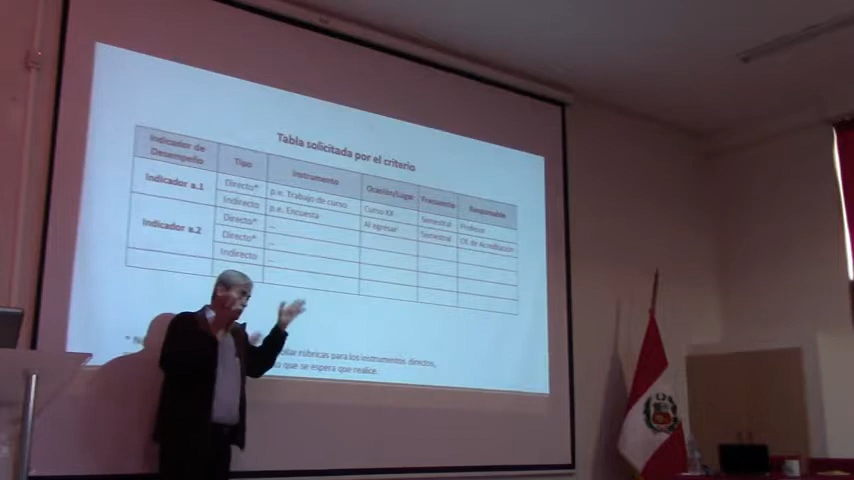 Tabla solicitada por el criterio
Indicador de Desempeño Tipo Instrumento Ocasión/Lugar Frecuencia Responsable
Indicador a.1 Directo* p.e. Trabajo de curso Curso XX Semestral Profesor
Indirecto p.e. Encuesta Al egresar Semestral Of. de Acreditación
Indicador a.2 Directo* ...
Directo* ...
Indirecto ...
rúbricas para los instrumentos directos,
que se espera que realice.